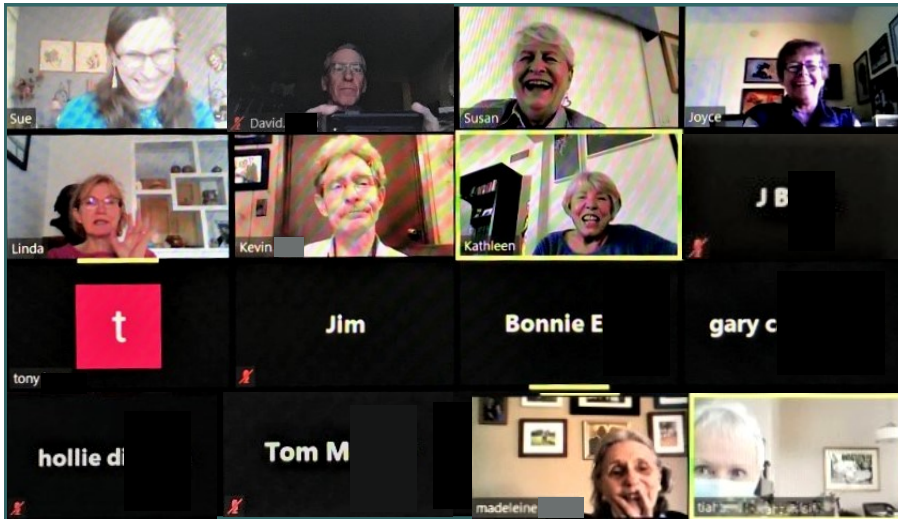 Sue
David.
Susan
Joyce
Linda
Kevin
Kathleen
J B
t
tony
Jim
Bonnie E
gary c
hollie di
Tom M
madeleine